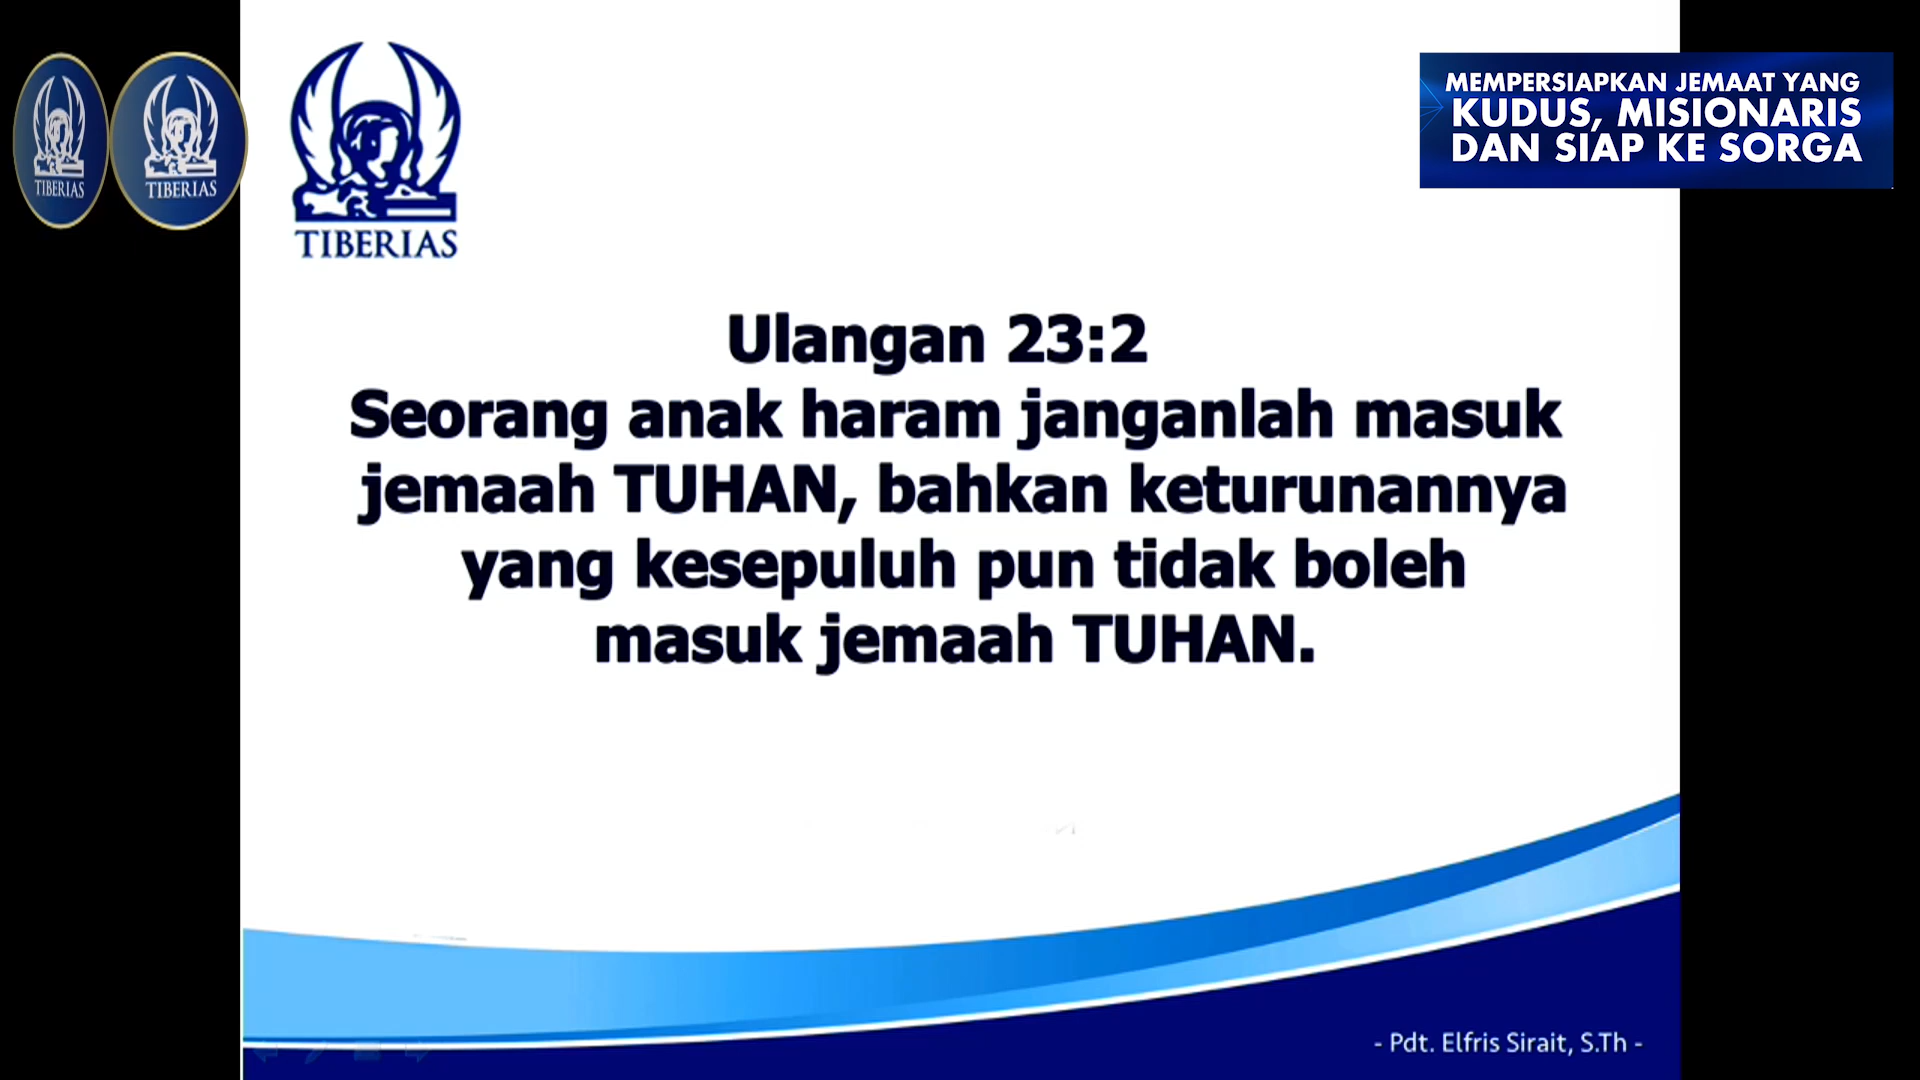 TIBERIAS
TIBERIAS
TIBERIAS
MEMPERSIAPKAN JEMAAT YANG
KUDUS, MISIONARIS
DAN SIAP KE SORGA
Ulangan 23:2
Seorang anak haram janganlah masuk
jemaah TUHAN, bahkan keturunannya
yang kesepuluh pun tidak boleh
masuk jemaah TUHAN.
- Pdt. Elfris Sirait, S.Th -